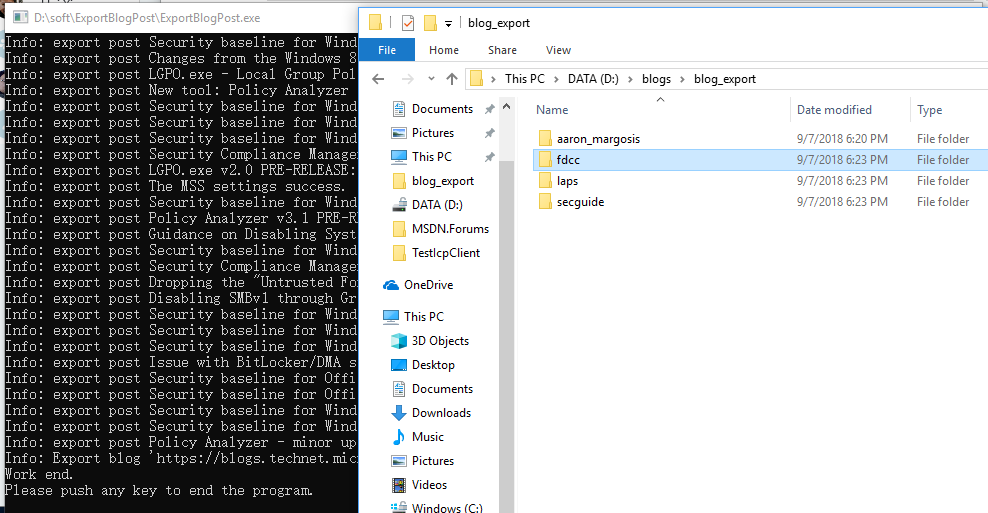 D:\soft\ExportBlogPost\ExportBlogPost.exe
Info: export post Security baseline for Wind
Info: export post Changes from the Windows 8
Info: export post LGPO.exe - Local Group Pol
Info: export post New tool: Policy Analyzer
Info: export post Security baseline for Wind
Info: export post Security baseline for Wind
Info: export post Security baseline for Wind
Info: export post Security Compliance Manage
Info: export post LGPO.exe v2.0 PRE-RELEASE:
Info: export post The MSS settings success.
Info: export post Security baseline for Wind
Info: export post Policy Analyzer v3.1 PRE-R
Info: export post Guidance on Disabling Syst
Info: export post Security baseline for Wind
Info: export post Security Compliance Manage
Info: export post Dropping the "Untrusted Fo
Info: export post Disabling SMBv1 through Gr
Info: export post Security baseline for Wind
Info: export post Security baseline for Wind
Info: export post Security baseline for Wind
Info: export post Issue with BitLocker/DMA s
Info: export post Security baseline for Offi
Info: export post Security baseline for Offi
Info: export post Security baseline for Wind
Info: export post Security baseline for Wind
Info: export post Policy Analyzer - minor up
Info: Export blog 'https://blogs.technet.mic
Work end.
Please push any key to end the program.
blog_export
File Home Share View
This PC > DATA (D:) > blogs > blog_export
Documents
Pictures
This PC
blog_export
DATA (D:)
MSDN.Forums
TestIcpClient
OneDrive
This PC
3D Objects
Desktop
Documents
Downloads
Music
Pictures
Videos
Windows (C:)
Name Date modified Type
aaron_margosis 9/7/2018 6:20 PM File folder
fdcc 9/7/2018 6:23 PM File folder
laps 9/7/2018 6:23 PM File folder
secguide 9/7/2018 6:23 PM File folder